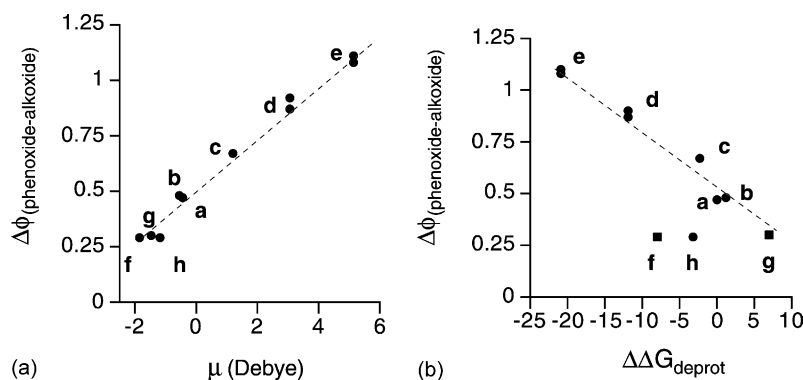 1.25
1
0.75
0.5
0.25
0
Δϕ(phenoxide-alkoxide)
e
d
c
b
a
g
f
h
-2 0 2 4 6
μ (Debye)
(a)
1.25
1
0.75
0.5
0.25
0
Δϕ(phenoxide-alkoxide)
e
d
c
a
b
f
h
g
-25 -20 -15 -10 -5 0 5 10
ΔΔGdeprot
(b)